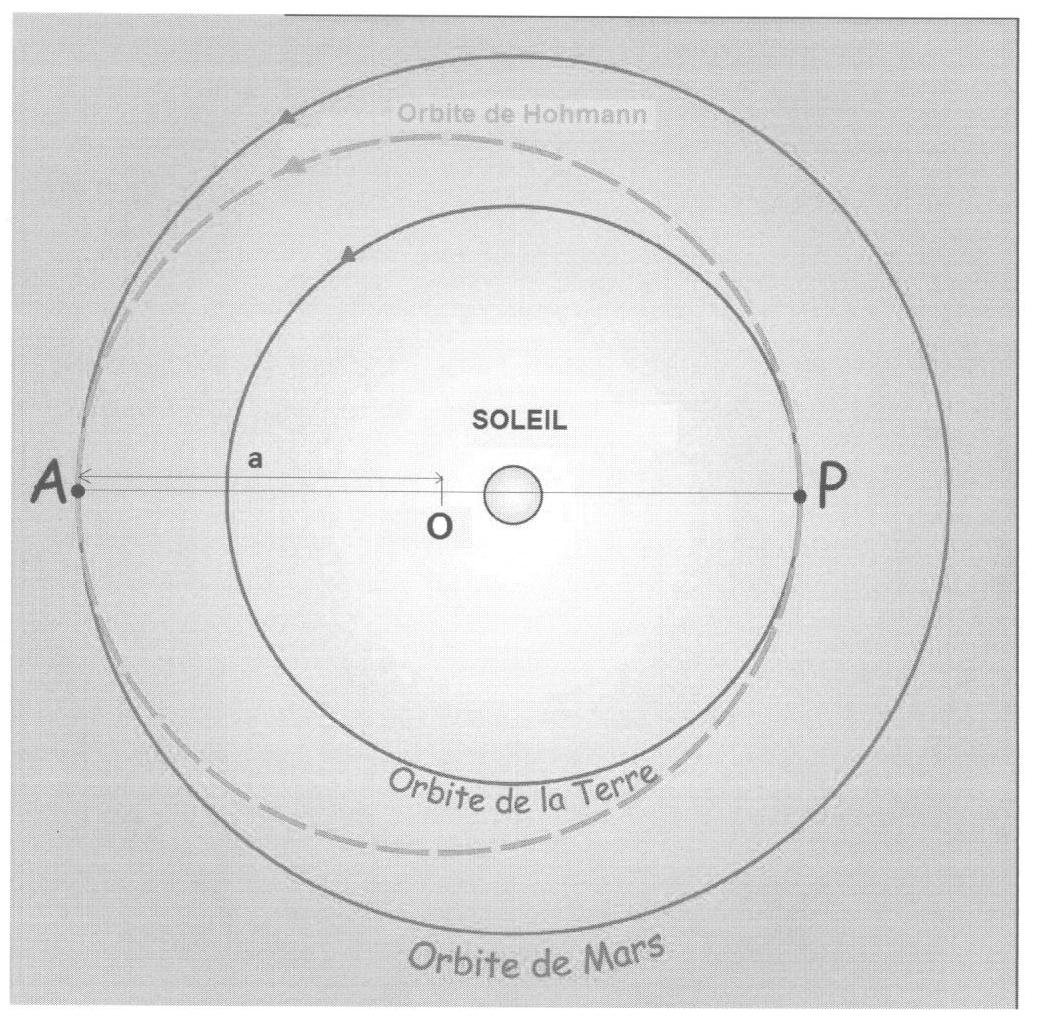 Orbite de Hohmann
SOLEIL
a
A
P
O
Orbite de la Terre
Orbite de Mars